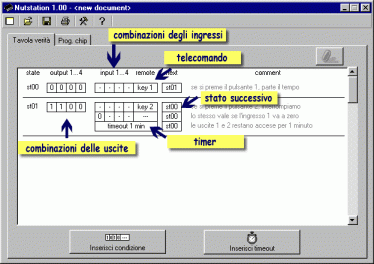 Nutstation 1.00 - <new document>
combinazioni degli ingressi
Tavola verità
Prog. chip
telecomando
state output 1...4 input 1...4 remote next comment
st00 0 0 0 0 - - - - key 1 st01 se si preme il pulsante 1, parte il tempo
stato successivo
st01 1 1 0 0 - - - - key 2 st00 se si preme il pulsante 2, interrompiamo
0 - - - --- st00 lo stesso vale se l'ingresso 1 va a zero
timeout 1 min st00 le uscite 1 e 2 restano accese per 1 minuto
combinazioni delle uscite
timer
Inserisci condizione
Inserisci timeout